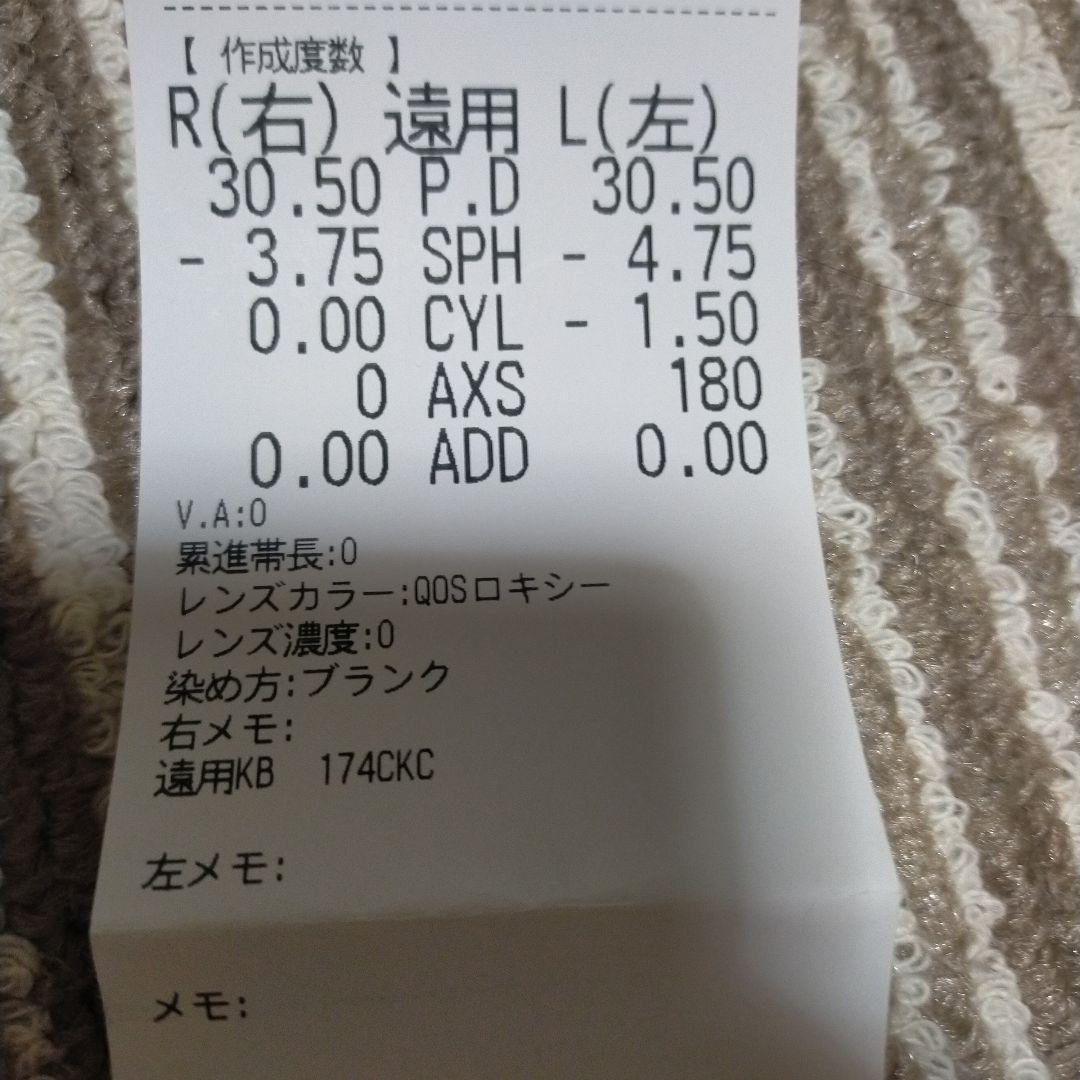 【 作成度数 】
R(右) 遠用 L(左)
30.50 P.D 30.50
- 3.75 SPH - 4.75
0.00 CYL - 1.50
0 AXS 180
0.00 ADD 0.00
V.A:0
累進帯長:0
レンズカラー:QOSロキシー
レンズ濃度:0
染め方:ブランク
右メモ:
遠用KB 174CKC
左メモ:
メモ: